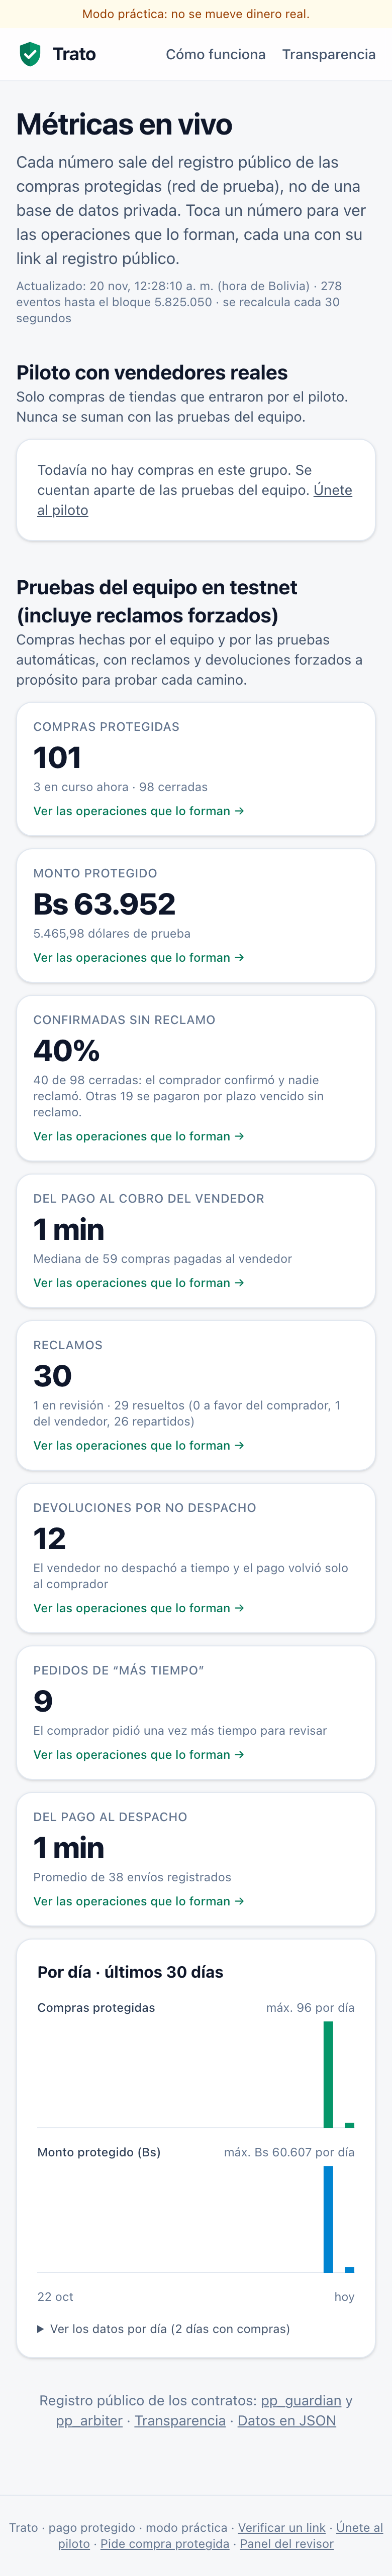 Modo práctica: no se mueve dinero real.
Trato
Cómo funciona
Transparencia
Métricas en vivo
Cada número sale del registro público de las
compras protegidas (red de prueba), no de una
base de datos privada. Toca un número para ver
las operaciones que lo forman, cada una con su
link al registro público.
Actualizado: 20 nov, 12:28:10 a. m. (hora de Bolivia) · 278
eventos hasta el bloque 5.825.050 · se recalcula cada 30
segundos
Piloto con vendedores reales
Solo compras de tiendas que entraron por el piloto.
Nunca se suman con las pruebas del equipo.
Todavía no hay compras en este grupo. Se
cuentan aparte de las pruebas del equipo. Únete
al piloto
Pruebas del equipo en testnet
(incluye reclamos forzados)
Compras hechas por el equipo y por las pruebas
automáticas, con reclamos y devoluciones forzados a
propósito para probar cada camino.
COMPRAS PROTEGIDAS
101
3 en curso ahora · 98 cerradas
Ver las operaciones que lo forman →
MONTO PROTEGIDO
Bs 63.952
5.465,98 dólares de prueba
Ver las operaciones que lo forman →
CONFIRMADAS SIN RECLAMO
40%
40 de 98 cerradas: el comprador confirmó y nadie
reclamó. Otras 19 se pagaron por plazo vencido sin
reclamo.
Ver las operaciones que lo forman →
DEL PAGO AL COBRO DEL VENDEDOR
1 min
Mediana de 59 compras pagadas al vendedor
Ver las operaciones que lo forman →
RECLAMOS
30
1 en revisión · 29 resueltos (0 a favor del comprador, 1
del vendedor, 26 repartidos)
Ver las operaciones que lo forman →
DEVOLUCIONES POR NO DESPACHO
12
El vendedor no despachó a tiempo y el pago volvió solo
al comprador
Ver las operaciones que lo forman →
PEDIDOS DE “MÁS TIEMPO”
9
El comprador pidió una vez más tiempo para revisar
Ver las operaciones que lo forman →
DEL PAGO AL DESPACHO
1 min
Promedio de 38 envíos registrados
Ver las operaciones que lo forman →
Por día · últimos 30 días
Compras protegidas
máx. 96 por día
Monto protegido (Bs)
máx. Bs 60.607 por día
22 oct
hoy
▶ Ver los datos por día (2 días con compras)
Registro público de los contratos: pp_guardian y
pp_arbiter · Transparencia · Datos en JSON
Trato · pago protegido · modo práctica · Verificar un link · Únete al
piloto · Pide compra protegida · Panel del revisor